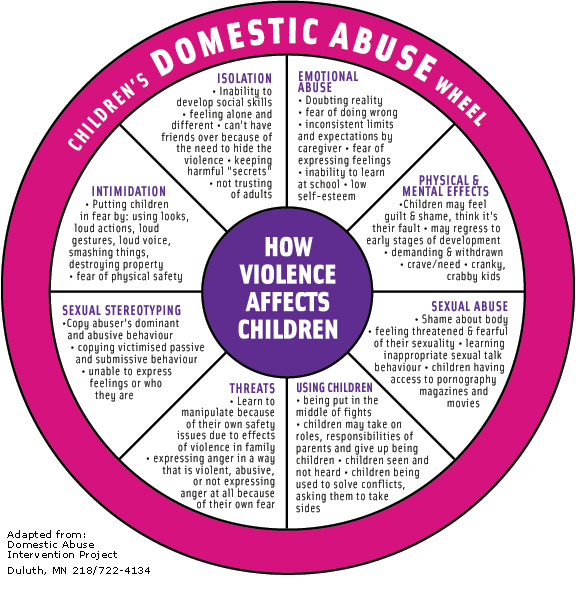 CHILDREN'S DOMESTIC ABUSE WHEEL
ISOLATION
• Inability to
develop social skills
• feeling alone and
different • can't have
friends over because of
the need to hide the
violence • keeping
harmful "secrets"
• not trusting
of adults
EMOTIONAL
ABUSE
• Doubting reality
• fear of doing wrong
• inconsistent limits
and expectations by
caregiver • fear of
expressing feelings
• inability to learn
at school • low
self-esteem
PHYSICAL &
MENTAL EFFECTS
•Children may feel
guilt & shame, think it's
their fault • may regress to
early stages of development
• demanding & withdrawn
• crave/need • cranky,
crabby kids
SEXUAL ABUSE
• Shame about body
• feeling threatened & fearful
of their sexuality • learning
inappropriate sexual talk
behaviour • children having
access to pornography
magazines and
movies
USING CHILDREN
• being put in the
middle of fights
• children may take on
roles, responsibilities of
parents and give up being
children • children seen and
not heard • children being
used to solve conflicts,
asking them to take
sides
THREATS
• Learn to
manipulate because
of their own safety
issues due to effects
of violence in family
• expressing anger in a way
that is violent, abusive,
or not expressing
anger at all because
of their own fear
SEXUAL STEREOTYPING
•Copy abuser's dominant
and abusive behaviour
• copying victimised passive
and submissive behaviour
• unable to express
feelings or who
they are
INTIMIDATION
• Putting children
in fear by: using looks,
loud actions, loud
gestures, loud voice,
smashing things,
destroying property
• fear of physical safety
HOW
VIOLENCE
AFFECTS
CHILDREN
Adapted from:
Domestic Abuse
Intervention Project
Duluth, MN 218/722-4134